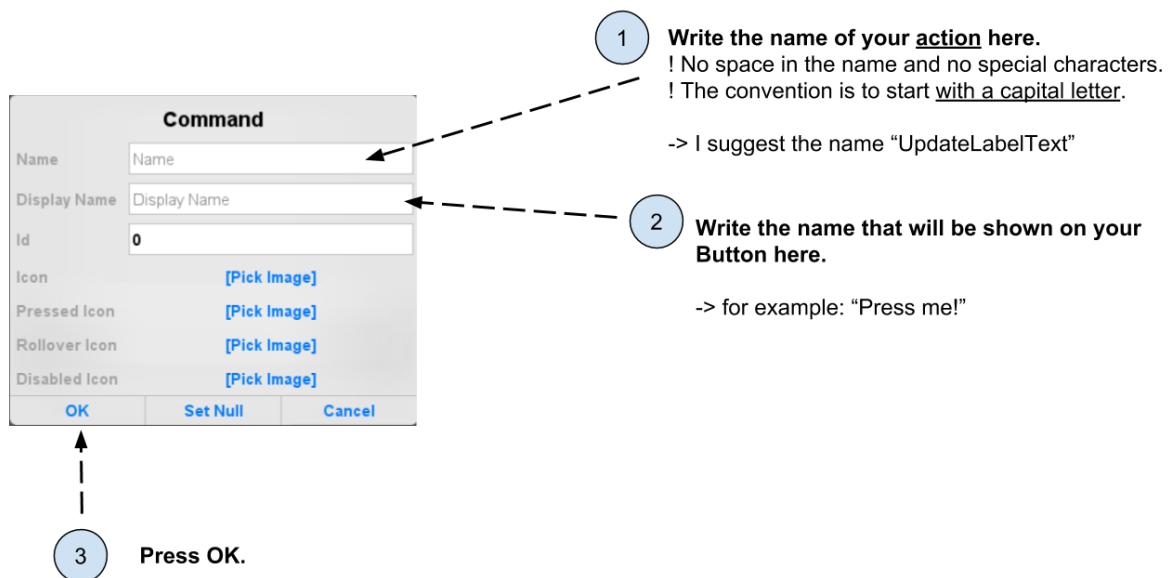 1
Write the name of your action here.
! No space in the name and no special characters.
! The convention is to start with a capital letter.
-> I suggest the name “UpdateLabelText”
Command
Name Name
Display Name Display Name
Id 0
Icon [Pick Image]
Pressed Icon [Pick Image]
Rollover Icon [Pick Image]
Disabled Icon [Pick Image]
OK Set Null Cancel
2
Write the name that will be shown on your
Button here.
-> for example: “Press me!”
3
Press OK.